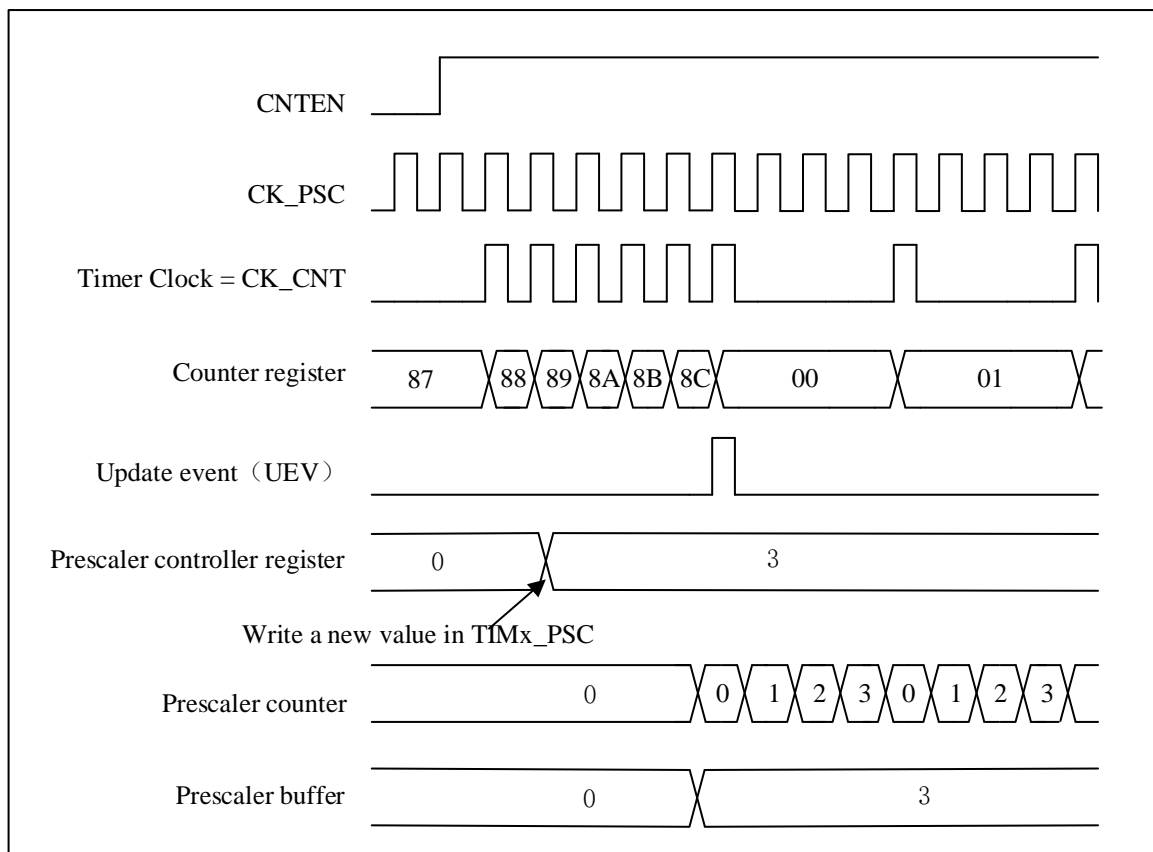 CNTEN
CK_PSC
Timer Clock = CK_CNT
Counter register 87 88 89 8A 8B 8C 00 01
Update event（UEV）
Prescaler controller register 0 3
Write a new value in TIMx_PSC
Prescaler counter 0 0 1 2 3 0 1 2 3
Prescaler buffer 0 3